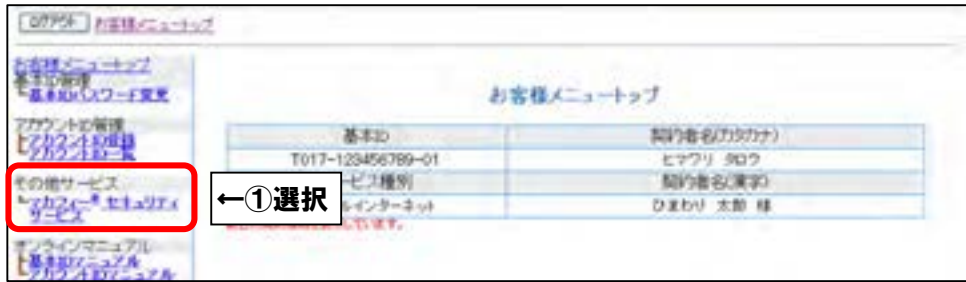 ログアウト お客様メニュートップ
お客様メニュートップ
基本ID管理
基本IDパスワード変更
アカウントID管理
アカウントID登録
アカウントID一覧
その他サービス
マカフィー® セキュリティ
サービス
オンラインマニュアル
基本IDマニュアル
アカウントIDマニュアル
←①選択
お客様メニュートップ
基本ID 契約者名(カタカナ)
T017-123456789-01 ヒマワリ タロウ
ビス種別 契約者名(漢字)
ルインターネット ひまわり 太郎 様